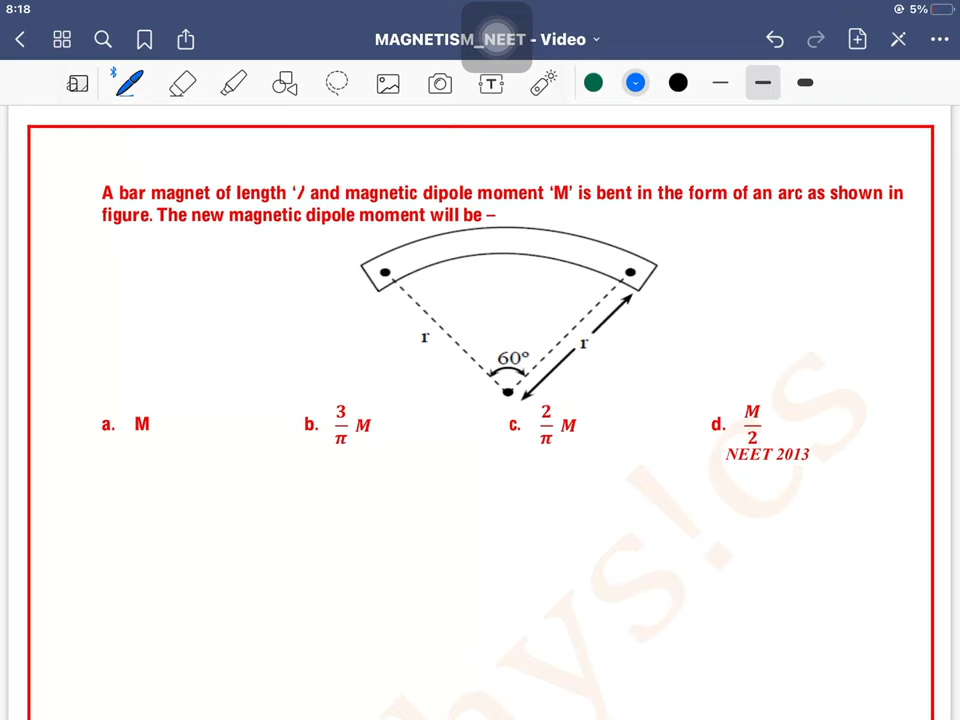 8:18
5%
MAGNETISM_NEET - Video
A bar magnet of length 'l and magnetic dipole moment 'M' is bent in the form of an arc as shown in
figure. The new magnetic dipole moment will be –
r
r
60°
a. M b. 3/π M c. 2/π M d. M/2
NEET 2013
hys!cs